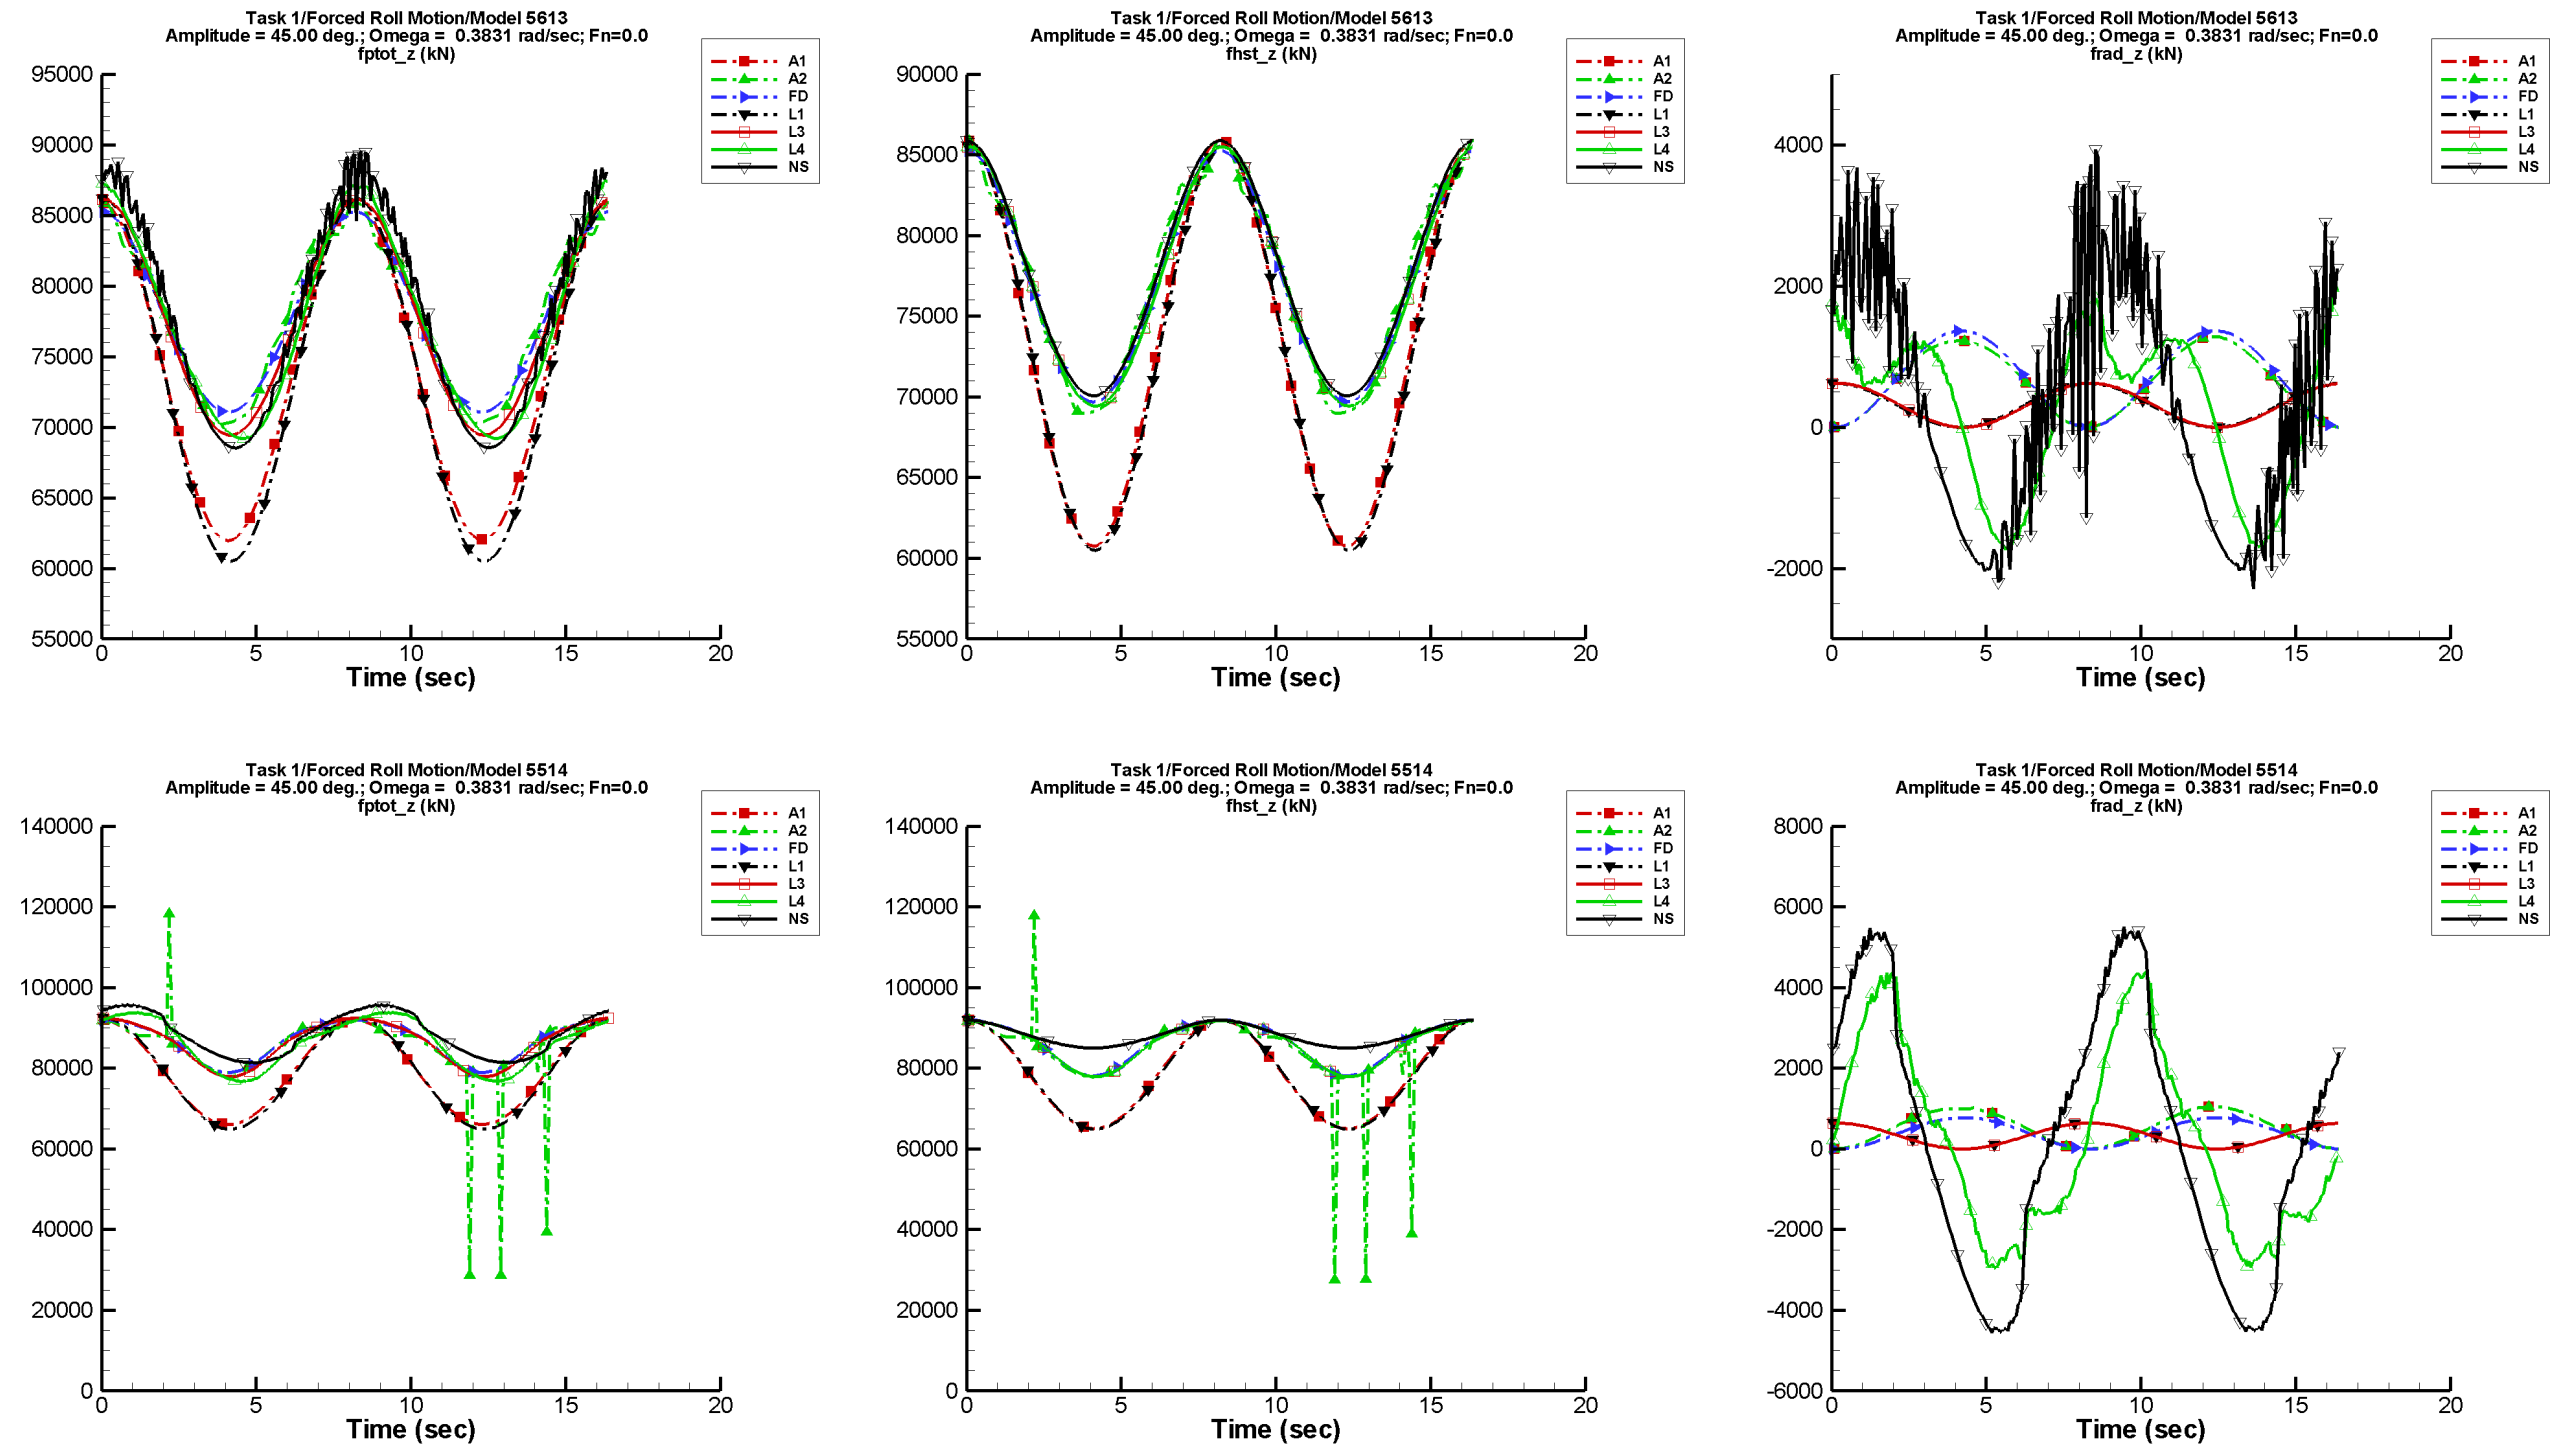 Task 1/Forced Roll Motion/Model 5613
Amplitude = 45.00 deg.; Omega = 0.3831 rad/sec; Fn=0.0
fptot_z (kN)
A1
A2
FD
L1
L3
L4
NS
95000
90000
85000
80000
75000
70000
65000
60000
55000
0 5 10 15 20
Time (sec)
Task 1/Forced Roll Motion/Model 5613
Amplitude = 45.00 deg.; Omega = 0.3831 rad/sec; Fn=0.0
fhst_z (kN)
A1
A2
FD
L1
L3
L4
NS
90000
85000
80000
75000
70000
65000
60000
55000
0 5 10 15 20
Time (sec)
Task 1/Forced Roll Motion/Model 5613
Amplitude = 45.00 deg.; Omega = 0.3831 rad/sec; Fn=0.0
frad_z (kN)
A1
A2
FD
L1
L3
L4
NS
4000
2000
0
-2000
0 5 10 15 20
Time (sec)
Task 1/Forced Roll Motion/Model 5514
Amplitude = 45.00 deg.; Omega = 0.3831 rad/sec; Fn=0.0
fptot_z (kN)
A1
A2
FD
L1
L3
L4
NS
140000
120000
100000
80000
60000
40000
20000
0
0 5 10 15 20
Time (sec)
Task 1/Forced Roll Motion/Model 5514
Amplitude = 45.00 deg.; Omega = 0.3831 rad/sec; Fn=0.0
fhst_z (kN)
A1
A2
FD
L1
L3
L4
NS
140000
120000
100000
80000
60000
40000
20000
0
0 5 10 15 20
Time (sec)
Task 1/Forced Roll Motion/Model 5514
Amplitude = 45.00 deg.; Omega = 0.3831 rad/sec; Fn=0.0
frad_z (kN)
A1
A2
FD
L1
L3
L4
NS
8000
6000
4000
2000
0
-2000
-4000
-6000
0 5 10 15 20
Time (sec)